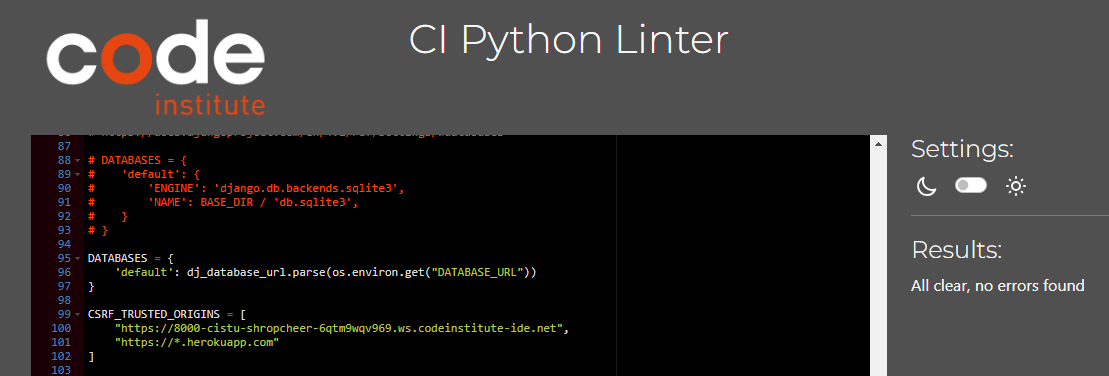 code
institute
CI Python Linter
87
88 # DATABASES = {
89 #     'default': {
90 #         'ENGINE': 'django.db.backends.sqlite3',
91 #         'NAME': BASE_DIR / 'db.sqlite3',
92 #     }
93 # }
94
95 DATABASES = {
96     'default': dj_database_url.parse(os.environ.get("DATABASE_URL"))
97 }
98
99 CSRF_TRUSTED_ORIGINS = [
100     "https://8000-cistu-shropcheer-6qtm9wqv969.ws.codeinstitute-ide.net",
101     "https://*.herokuapp.com"
102 ]
103
Settings:
Results:
All clear, no errors found